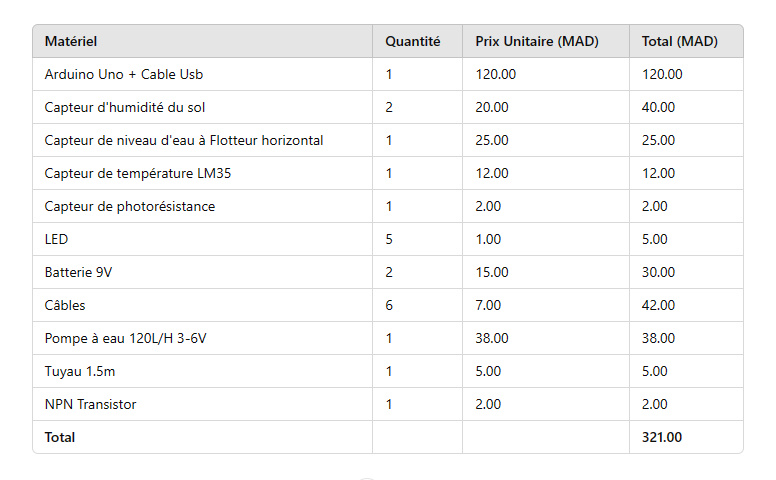 Matériel Quantité Prix Unitaire (MAD) Total (MAD)
Arduino Uno + Cable Usb 1 120.00 120.00
Capteur d'humidité du sol 2 20.00 40.00
Capteur de niveau d'eau à Flotteur horizontal 1 25.00 25.00
Capteur de température LM35 1 12.00 12.00
Capteur de photorésistance 1 2.00 2.00
LED 5 1.00 5.00
Batterie 9V 2 15.00 30.00
Câbles 6 7.00 42.00
Pompe à eau 120L/H 3-6V 1 38.00 38.00
Tuyau 1.5m 1 5.00 5.00
NPN Transistor 1 2.00 2.00
Total 321.00